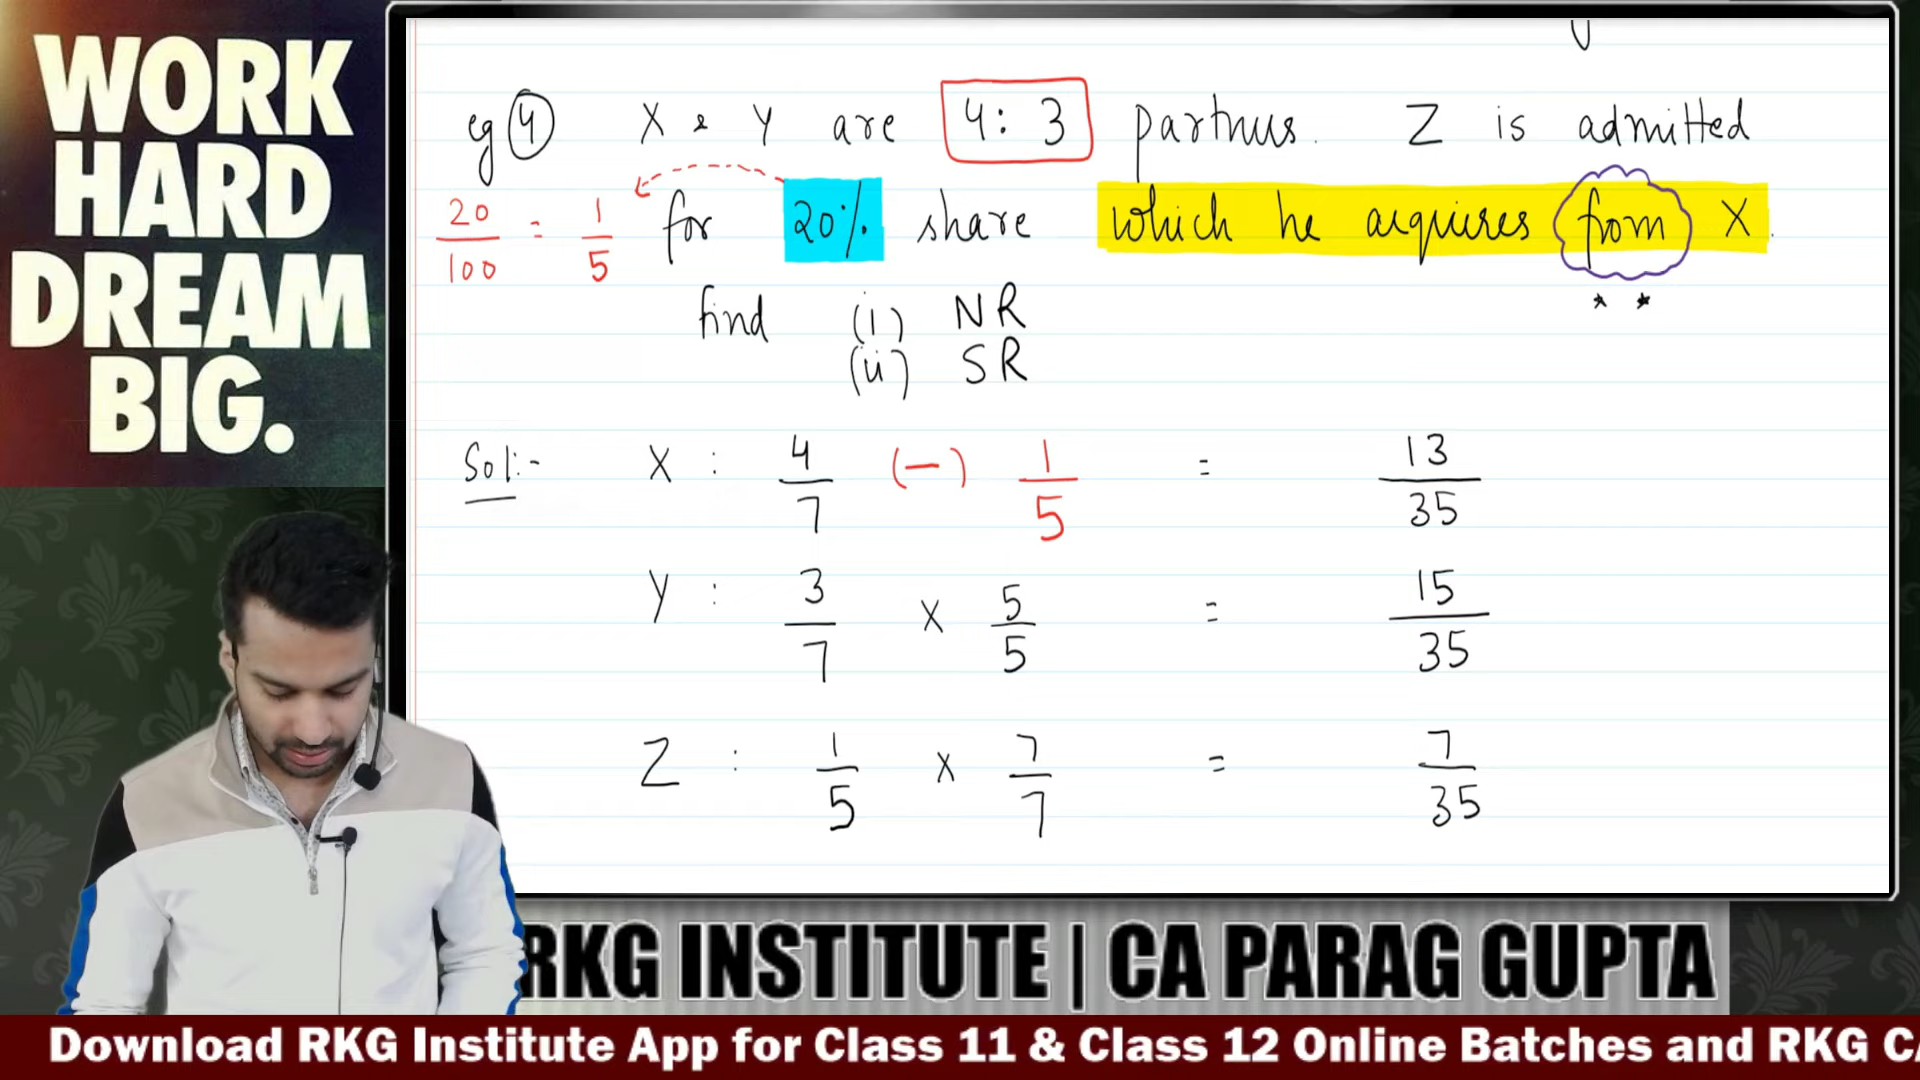 WORK
HARD
DREAM
BIG.
eg 4 X & Y are 4 : 3 partners. Z is admitted
20/100 = 1/5 for 20% share which he acquires from X.
find (i) NR
(ii) SR
Sol:- X : 4/7 (-) 1/5 = 13/35
Y : 3/7 x 5/5 = 15/35
Z : 1/5 x 7/7 = 7/35
RKG INSTITUTE | CA PARAG GUPTA
Download RKG Institute App for Class 11 & Class 12 Online Batches and RKG C